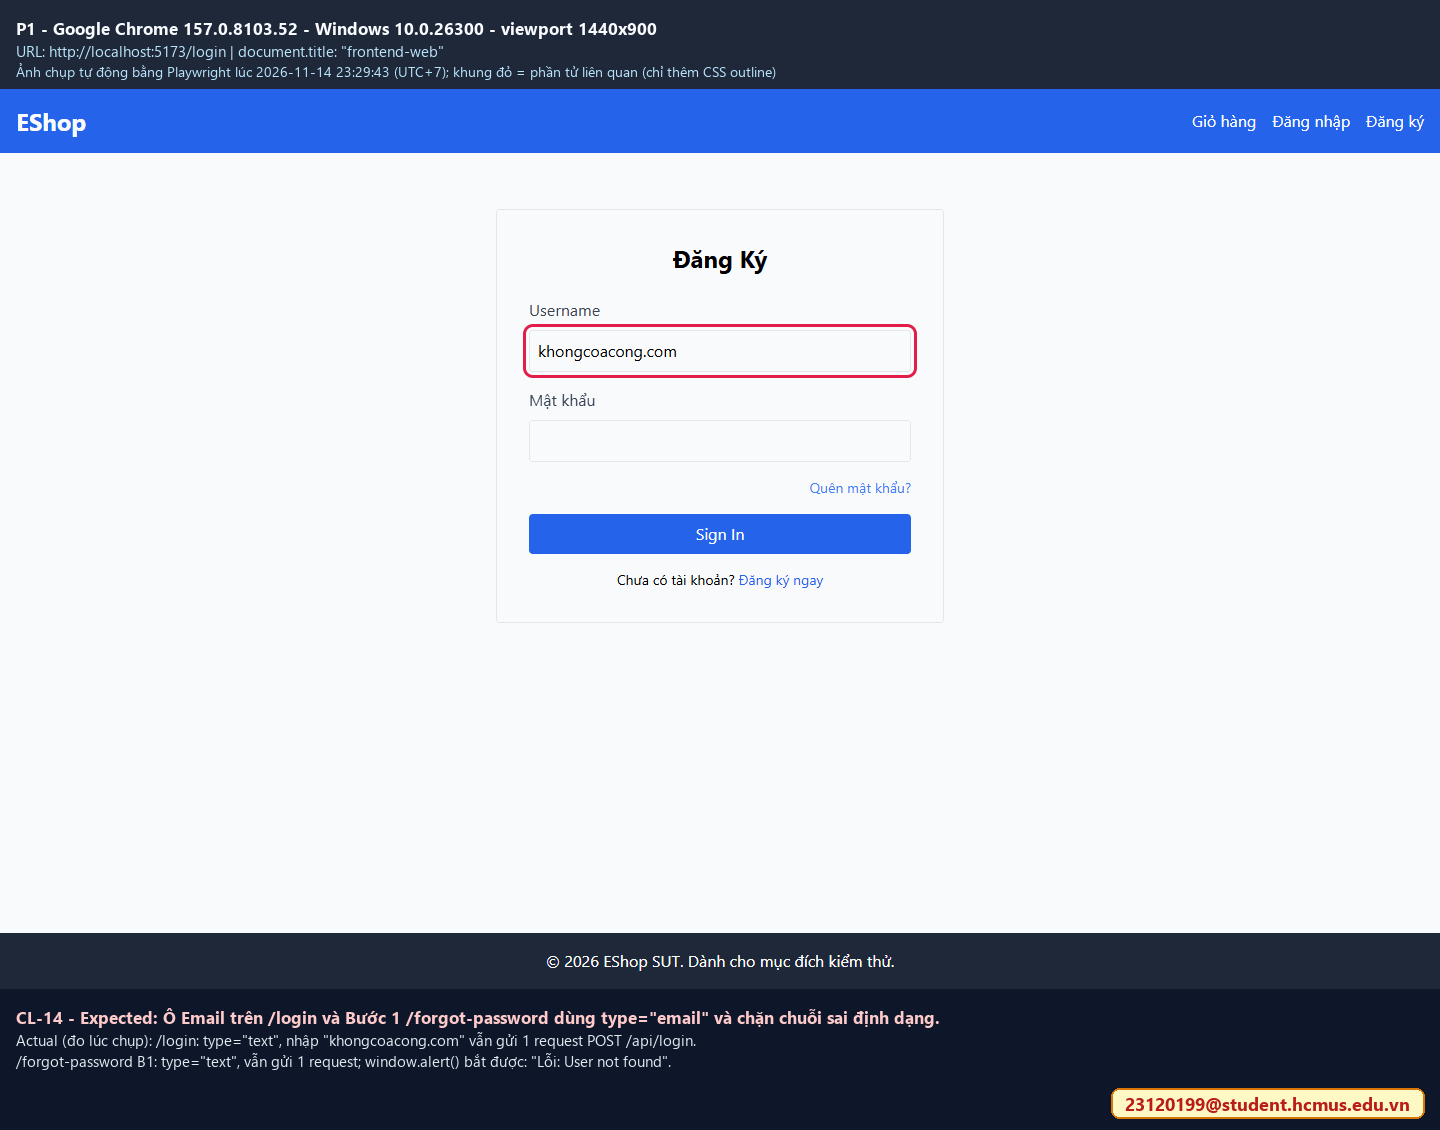 P1 - Google Chrome 157.0.8103.52 - Windows 10.0.26300 - viewport 1440x900
URL: http://localhost:5173/login | document.title: "frontend-web"
Ảnh chụp tự động bằng Playwright lúc 2026-11-14 23:29:43 (UTC+7); khung đỏ = phần tử liên quan (chỉ thêm CSS outline)
EShop
Giỏ hàng Đăng nhập Đăng ký
Đăng Ký
Username
khongcoacong.com
Mật khẩu
Quên mật khẩu?
Sign In
Chưa có tài khoản? Đăng ký ngay
© 2026 EShop SUT. Dành cho mục đích kiểm thử.
CL-14 - Expected: Ô Email trên /login và Bước 1 /forgot-password dùng type="email" và chặn chuỗi sai định dạng.
Actual (đo lúc chụp): /login: type="text", nhập "khongcoacong.com" vẫn gửi 1 request POST /api/login.
/forgot-password B1: type="text", vẫn gửi 1 request; window.alert() bắt được: "Lỗi: User not found".
23120199@student.hcmus.edu.vn